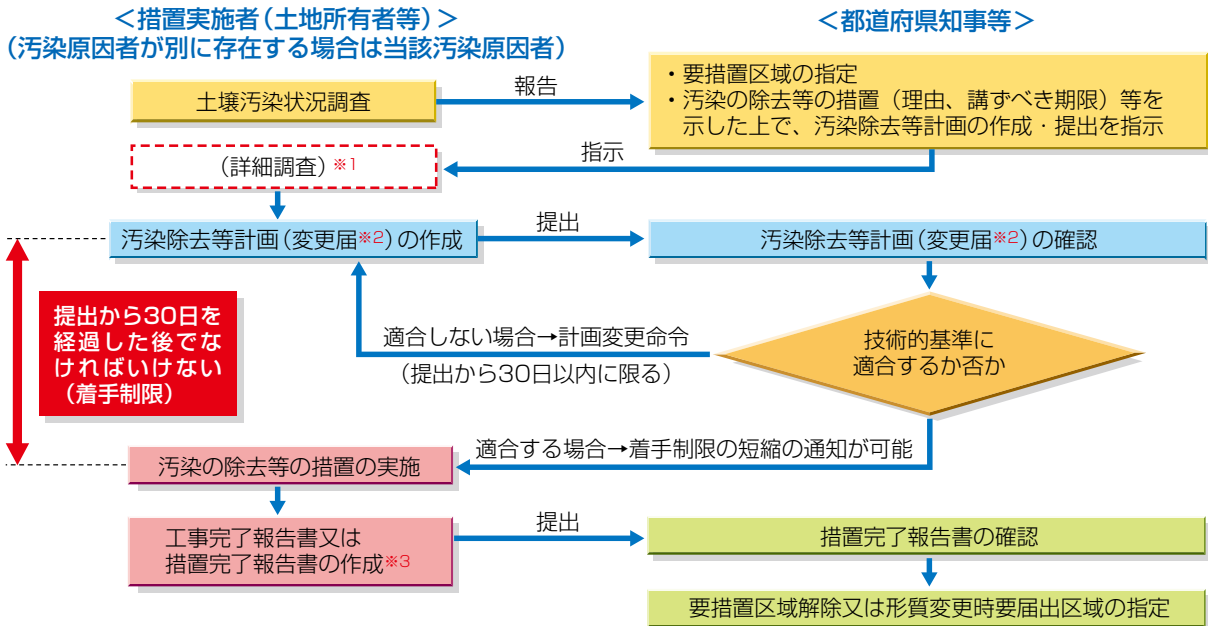 ＜措置実施者（土地所有者等）＞
（汚染原因者が別に存在する場合は当該汚染原因者）
＜都道府県知事等＞
土壌汚染状況調査
報告
・要措置区域の指定
・汚染の除去等の措置（理由、講ずべき期限）等を
示した上で、汚染除去等計画の作成・提出を指示
指示
（詳細調査）※1
汚染除去等計画（変更届※2）の作成
提出
汚染除去等計画（変更届※2）の確認
提出から30日を
経過した後でな
ければいけない
（着手制限）
適合しない場合→計画変更命令
（提出から30日以内に限る）
技術的基準に
適合するか否か
適合する場合→着手制限の短縮の通知が可能
汚染の除去等の措置の実施
工事完了報告書又は
措置完了報告書の作成※3
提出
措置完了報告書の確認
要措置区域解除又は形質変更時要届出区域の指定